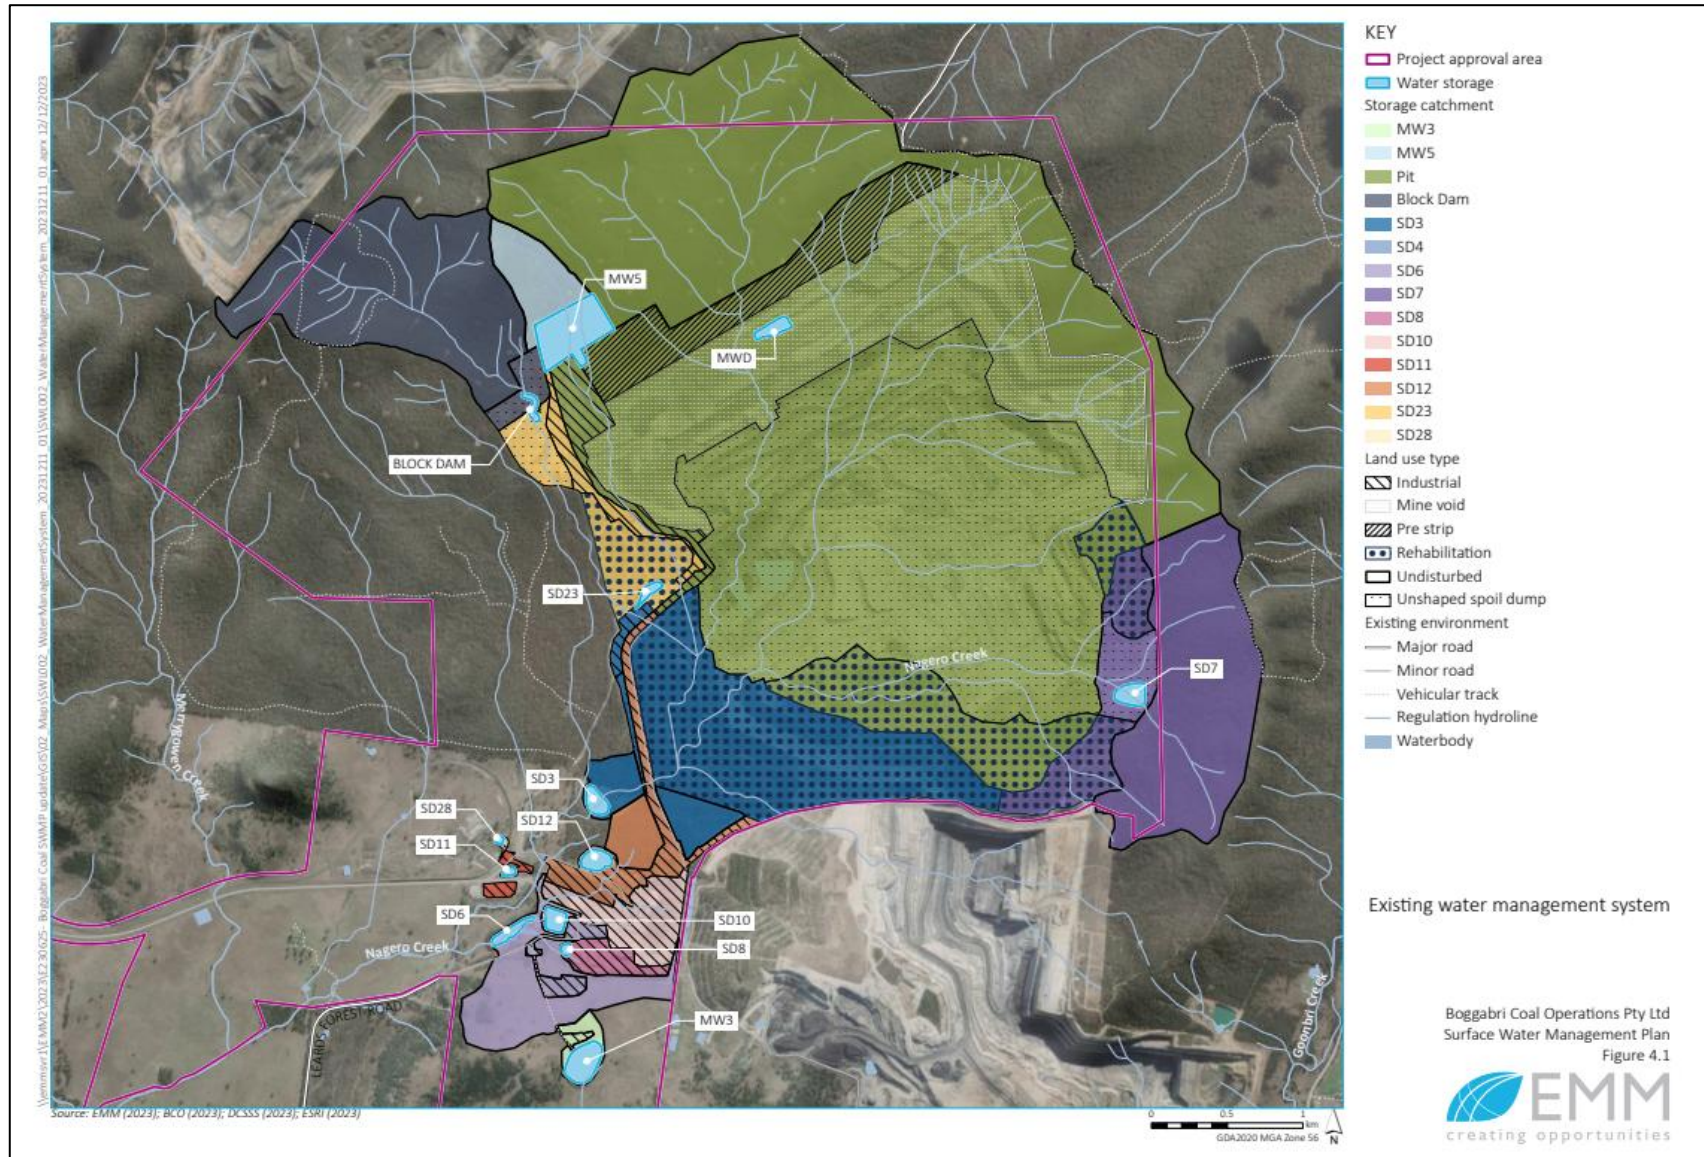 KEY
Project approval area
Water storage
Storage catchment
MW3
MW5
Pit
Block Dam
SD3
SD4
SD6
SD7
SD8
SD10
SD11
SD12
SD23
SD28
Land use type
Industrial
Mine void
Pre strip
Rehabilitation
Undisturbed
Unshaped spoil dump
Existing environment
Major road
Minor road
Vehicular track
Regulation hydroline
Waterbody
MW5
MWD
BLOCK DAM
SD23
Nagero Creek
SD7
Merrygowen Creek
SD3
SD28
SD12
SD11
SD6
SD10
Nagero Creek
SD8
MW3
LEARDS FOREST ROAD
Goonbri Creek
Existing water management system
Boggabri Coal Operations Pty Ltd
Surface Water Management Plan
Figure 4.1
EMM
creating opportunities
Source: EMM (2023); BCO (2023); DCSSS (2023); ESRI (2023)
0 0.5 1
km
GDA2020 MGA Zone 56 N